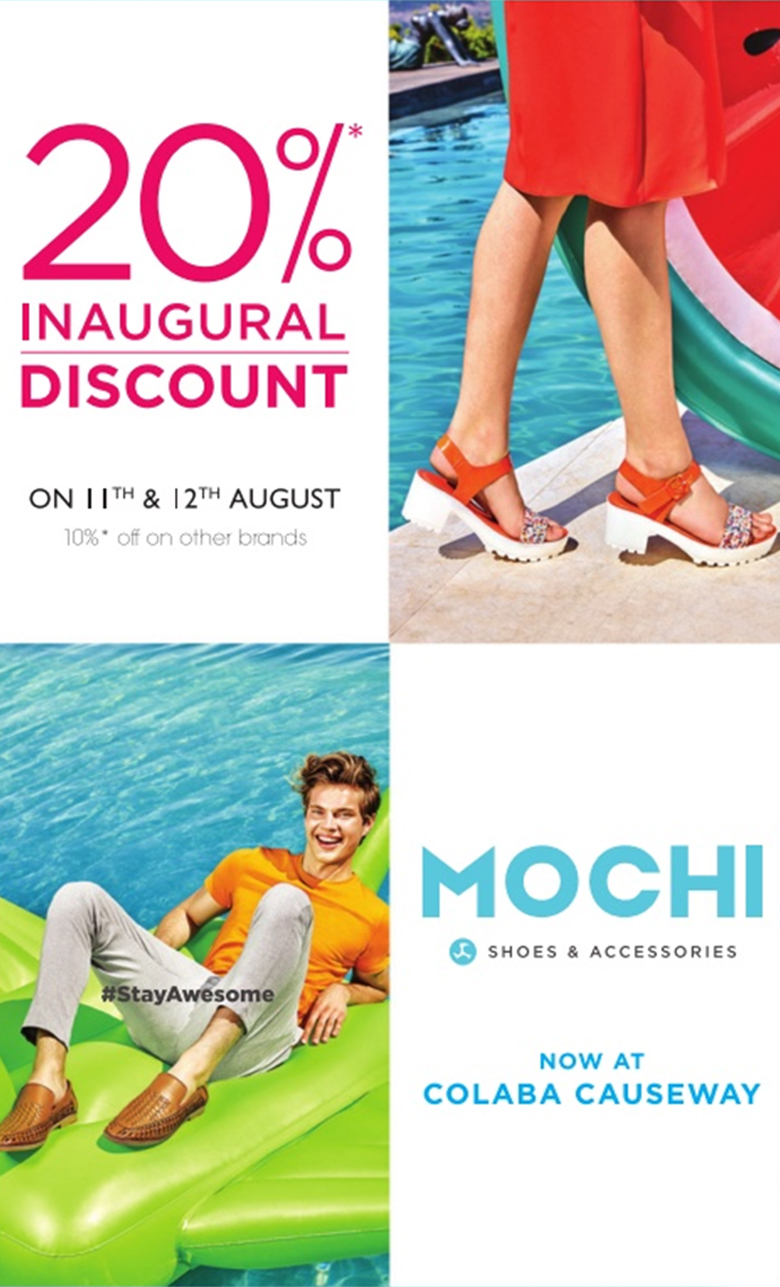 20%*
INAUGURAL
DISCOUNT
ON 11TH & 12TH AUGUST
10%* off on other brands
#StayAwesome
MOCHI
SHOES & ACCESSORIES
NOW AT
COLABA CAUSEWAY